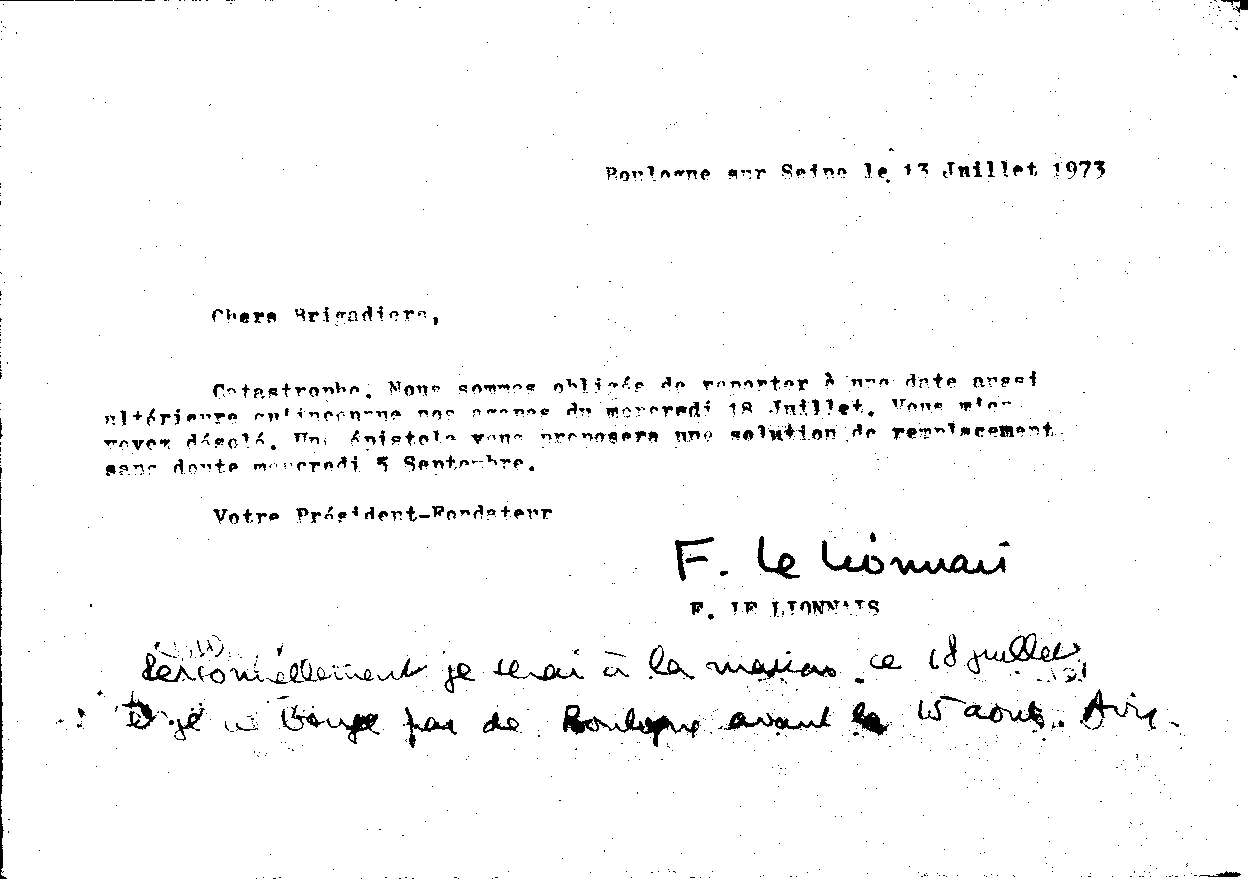 Boulogne sur Seine le 13 Juillet 1973
Chers Brigadiers,
Catastrophe. Nous sommes obligés de reporter à une date aussi
ultérieure qu'inconnue nos agapes du mercredi 18 Juillet. Vous m'en
voyez désolé. Une épistole vous proposera une solution de remplacement
sans doute mercredi 5 Septembre.
Votre Président-Fondateur
F. Le Lionnais
F. LE LIONNAIS
Personnellement je serai à la maison ce 18 juillet,
et je ne bouge pas de Boulogne avant le 15 août.